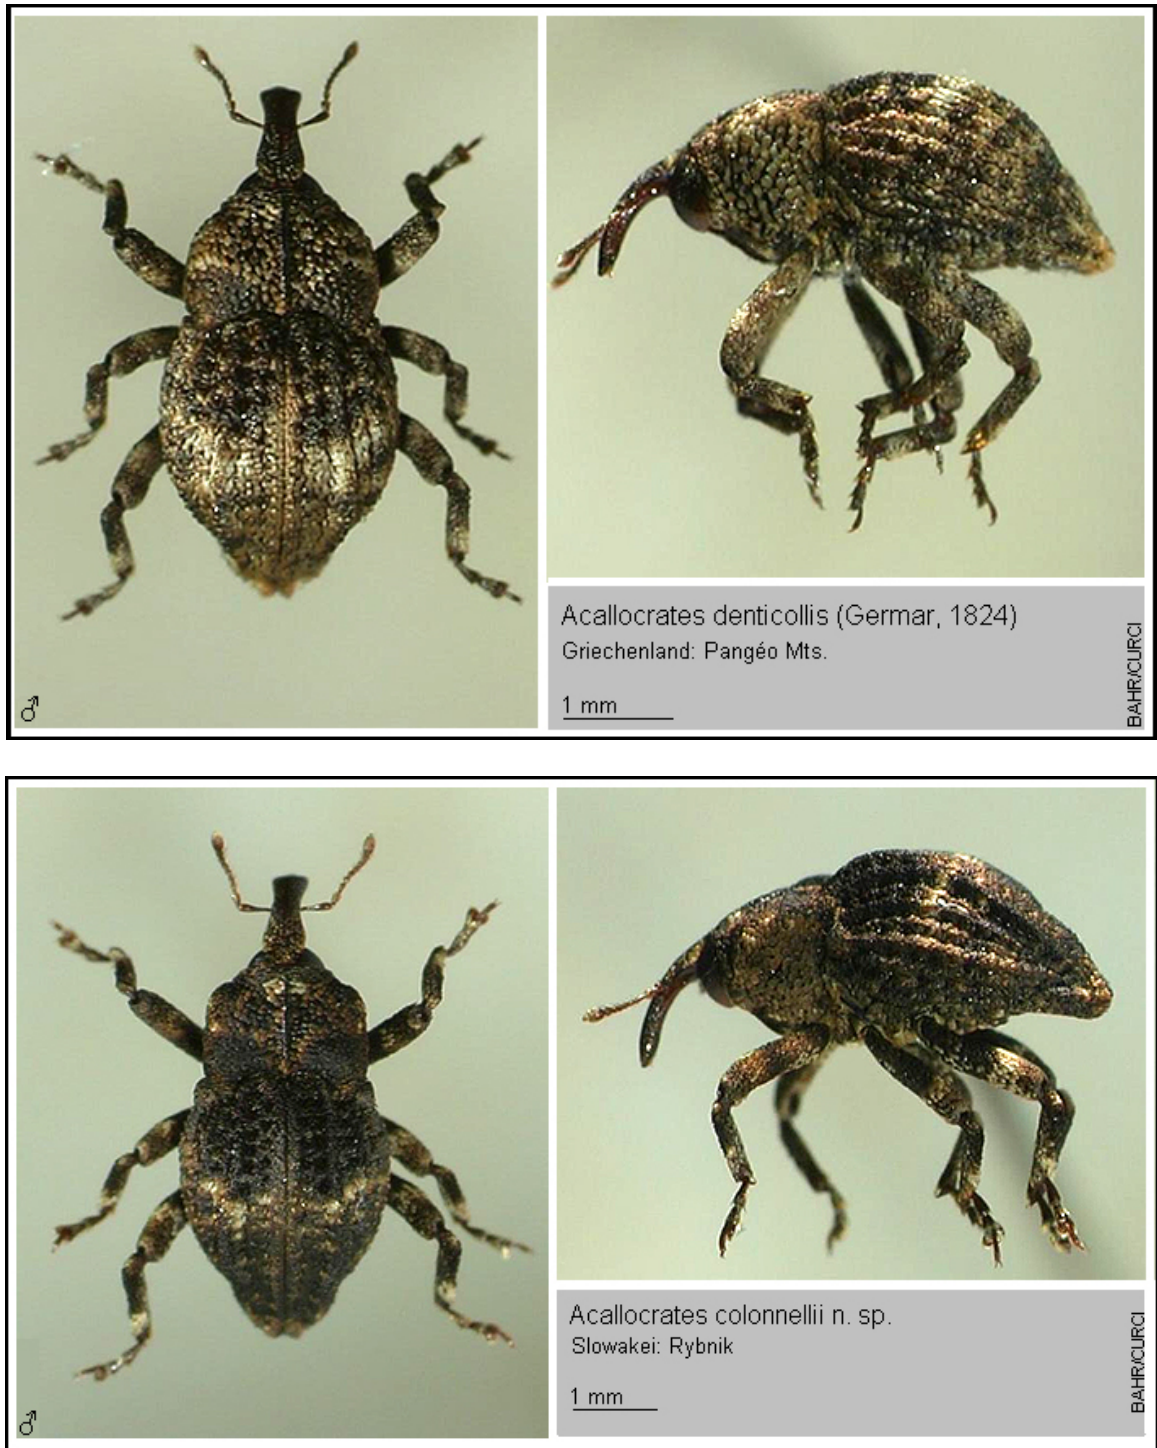 Acallocrates denticollis (Germar, 1824)
Griechenland: Pangéo Mts.
1 mm
BAHR/CURCI
♂
Acallocrates colonnellii n. sp.
Slowakei: Rybnik
1 mm
BAHR/CURCI
♂